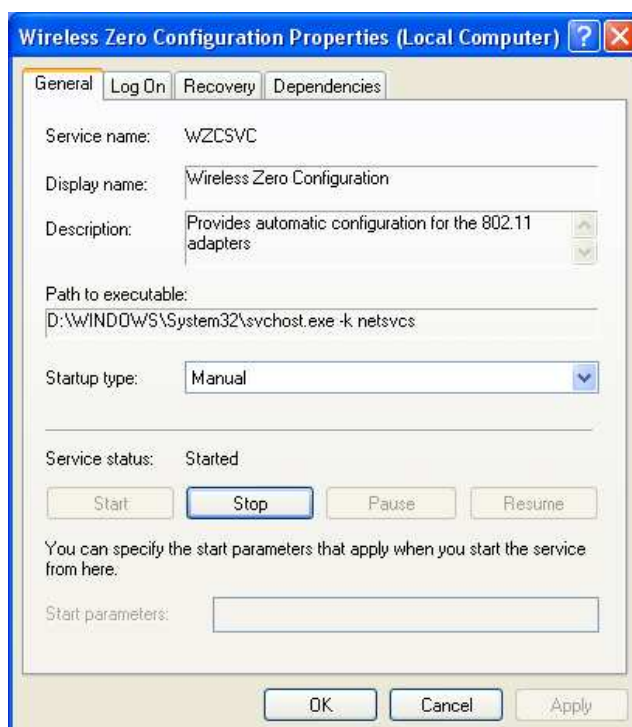 Wireless Zero Configuration Properties (Local Computer)
General Log On Recovery Dependencies
Service name: WZCSVC
Display name: Wireless Zero Configuration
Description: Provides automatic configuration for the 802.11
adapters
Path to executable:
D:\WINDOWS\System32\svchost.exe -k netsvcs
Startup type: Manual
Service status: Started
Start Stop Pause Resume
You can specify the start parameters that apply when you start the service
from here.
Start parameters:
OK Cancel Apply